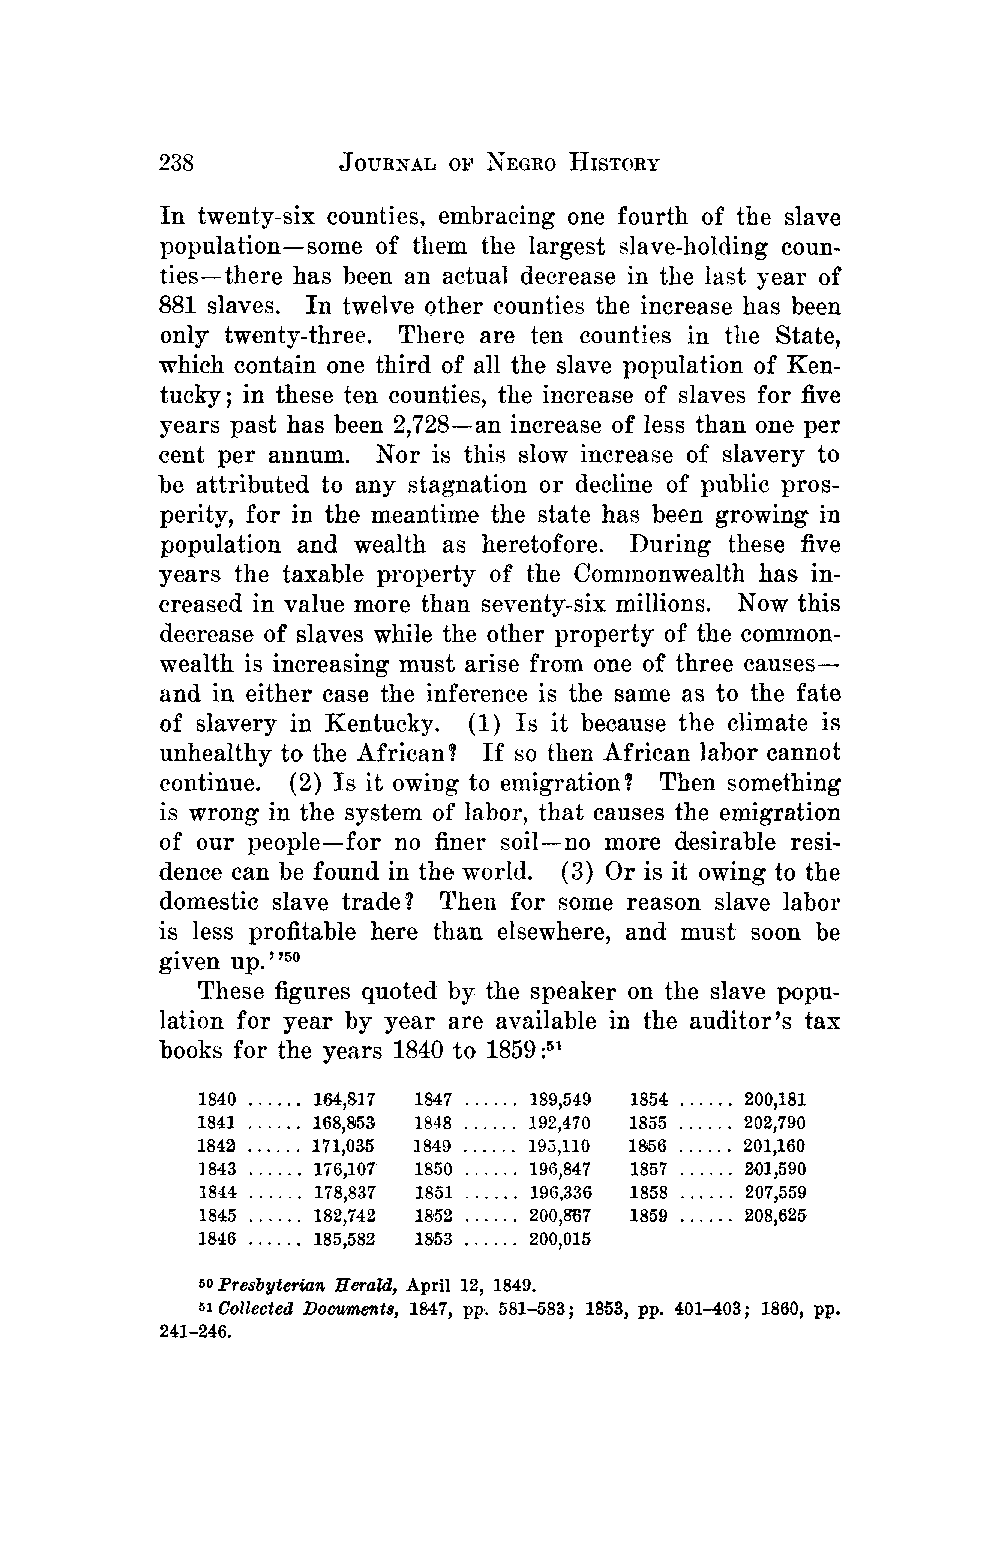 238 JOURNAL OF NEGRO HISTORY
In twenty-six counties, embracing one fourth of the slave
population—some of them the largest slave-holding coun-
ties—there has been an actual decrease in the last year of
881 slaves. In twelve other counties the increase has been
only twenty-three. There are ten counties in the State,
which contain one third of all the slave population of Ken-
tucky; in these ten counties, the increase of slaves for five
years past has been 2,728—an increase of less than one per
cent per annum. Nor is this slow increase of slavery to
be attributed to any stagnation or decline of public pros-
perity, for in the meantime the state has been growing in
population and wealth as heretofore. During these five
years the taxable property of the Commonwealth has in-
creased in value more than seventy-six millions. Now this
decrease of slaves while the other property of the common-
wealth is increasing must arise from one of three causes—
and in either case the inference is the same as to the fate
of slavery in Kentucky. (1) Is it because the climate is
unhealthy to the African? If so then African labor cannot
continue. (2) Is it owing to emigration? Then something
is wrong in the system of labor, that causes the emigration
of our people—for no finer soil—no more desirable resi-
dence can be found in the world. (3) Or is it owing to the
domestic slave trade? Then for some reason slave labor
is less profitable here than elsewhere, and must soon be
given up.''50
These figures quoted by the speaker on the slave popu-
lation for year by year are available in the auditor's tax
books for the years 1840 to 1859:51
1840 ...... 164,817 1847 ...... 189,549 1854 ...... 200,181
1841 ...... 168,853 1848 ...... 192,470 1855 ...... 202,790
1842 ...... 171,035 1849 ...... 195,110 1856 ...... 201,160
1843 ...... 176,107 1850 ...... 196,847 1857 ...... 201,590
1844 ...... 178,837 1851 ...... 196,336 1858 ...... 207,559
1845 ...... 182,742 1852 ...... 200,867 1859 ...... 208,625
1846 ...... 185,582 1853 ...... 200,015
50 Presbyterian Herald, April 12, 1849.
51 Collected Documents, 1847, pp. 581–583; 1853, pp. 401–403; 1860, pp.
241–246.